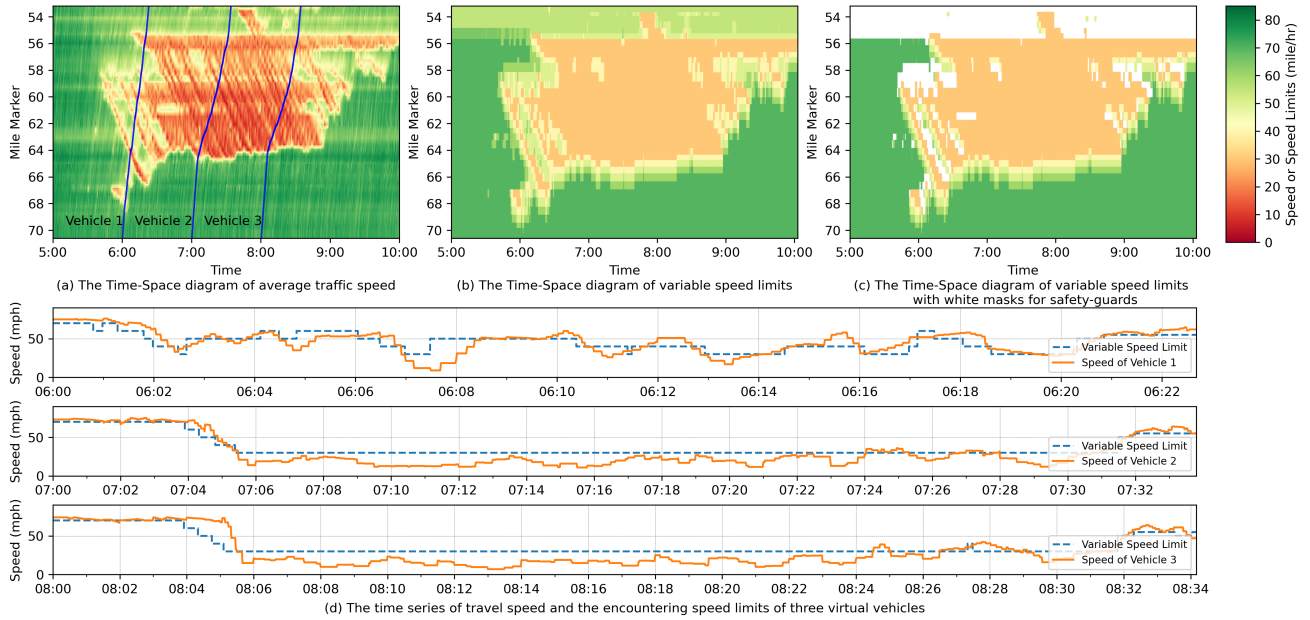 54
56
58
60
62
64
66
68
70
Mile Marker
Vehicle 1 Vehicle 2 Vehicle 3
5:00 6:00 7:00 8:00 9:00 10:00
Time
(a) The Time-Space diagram of average traffic speed
54
56
58
60
62
64
66
68
70
Mile Marker
5:00 6:00 7:00 8:00 9:00 10:00
Time
(b) The Time-Space diagram of variable speed limits
54
56
58
60
62
64
66
68
70
Mile Marker
5:00 6:00 7:00 8:00 9:00 10:00
Time
(c) The Time-Space diagram of variable speed limits
with white masks for safety-guards
80
70
60
50
40
30
20
10
0
Speed or Speed Limits (mile/hr)
Speed (mph)
50
0
Variable Speed Limit
Speed of Vehicle 1
06:00 06:02 06:04 06:06 06:08 06:10 06:12 06:14 06:16 06:18 06:20 06:22
Speed (mph)
50
0
Variable Speed Limit
Speed of Vehicle 2
07:00 07:02 07:04 07:06 07:08 07:10 07:12 07:14 07:16 07:18 07:20 07:22 07:24 07:26 07:28 07:30 07:32
Speed (mph)
50
0
Variable Speed Limit
Speed of Vehicle 3
08:00 08:02 08:04 08:06 08:08 08:10 08:12 08:14 08:16 08:18 08:20 08:22 08:24 08:26 08:28 08:30 08:32 08:34
(d) The time series of travel speed and the encountering speed limits of three virtual vehicles